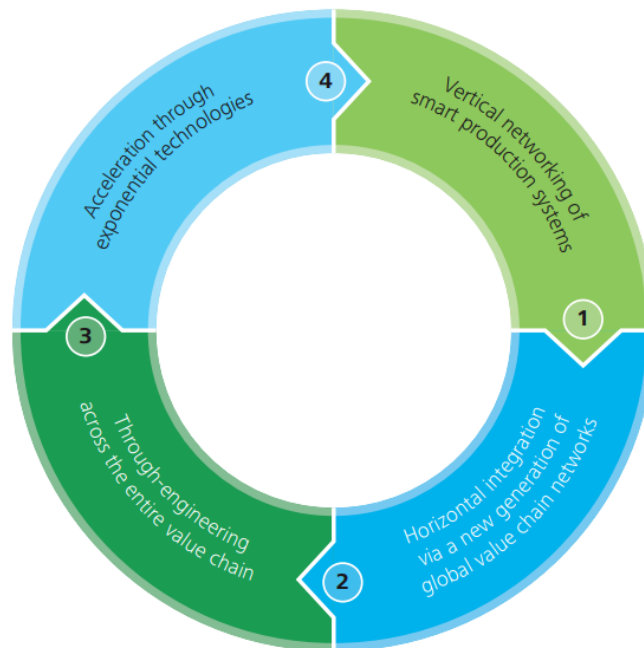 4
Acceleration through
exponential technologies
Vertical networking of
smart production
systems
1
3
Through-engineering
across the entire value chain
Horizontal integration
via a new generation of
global value chain networks
2